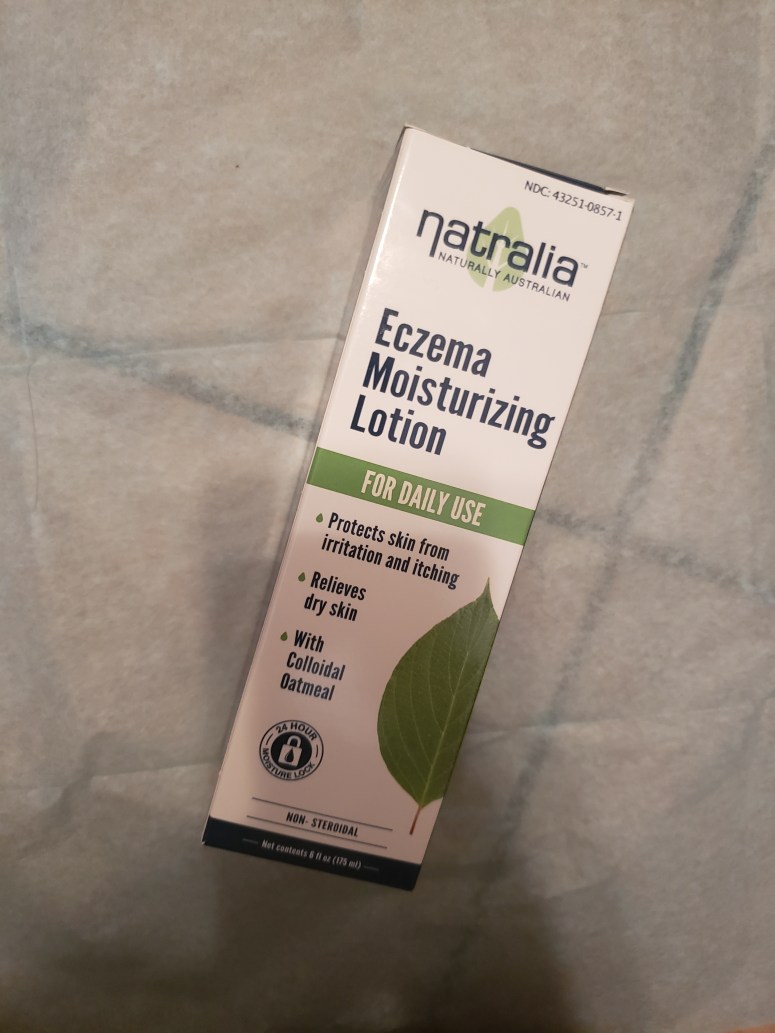 NDC: 43251-0857-1
natralia™
NATURALLY AUSTRALIAN
Eczema
Moisturizing
Lotion
FOR DAILY USE
Protects skin from
irritation and itching
Relieves
dry skin
With
Colloidal
Oatmeal
24 HOUR
MOISTURE LOCK
NON- STEROIDAL
Net contents 6 fl oz (175 ml)